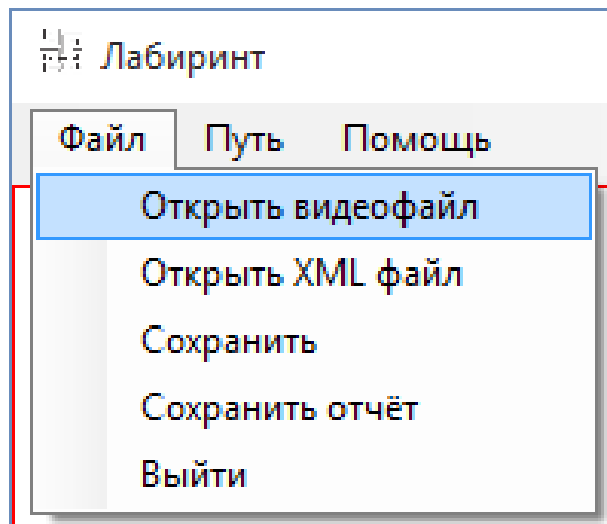 Лабиринт
Файл Путь Помощь
Открыть видеофайл
Открыть XML файл
Сохранить
Сохранить отчёт
Выйти